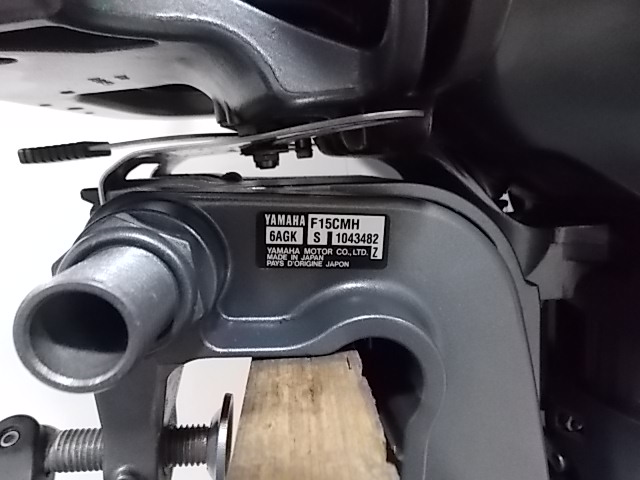 YAMAHA F15CMH
6AGK S 1043482
YAMAHA MOTOR CO., LTD. Z
MADE IN JAPAN
PAYS D'ORIGINE JAPON